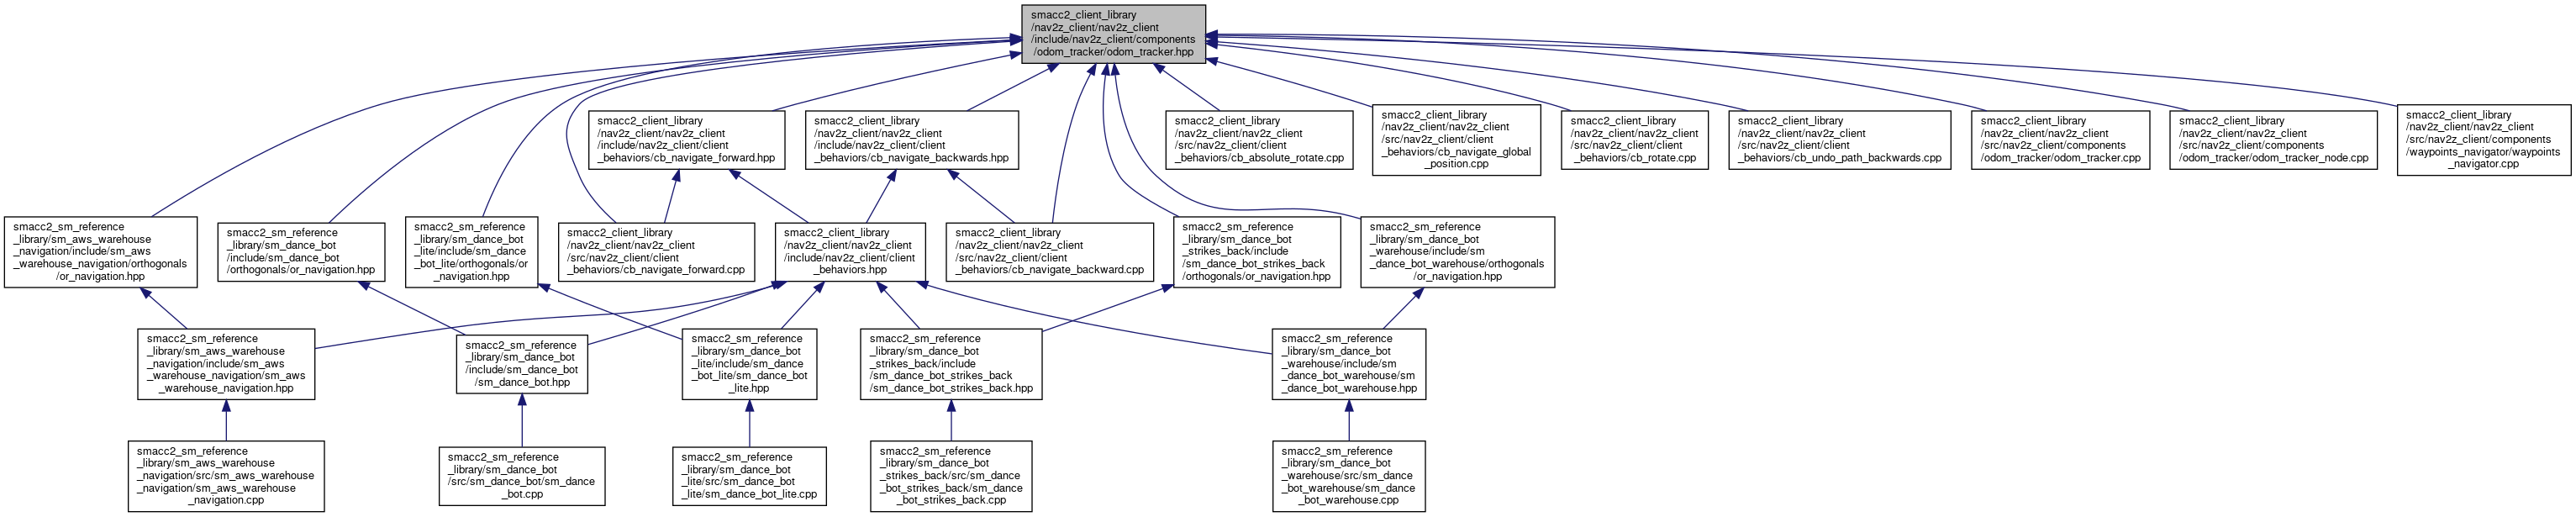 smacc2_client_library
/nav2z_client/nav2z_client
/include/nav2z_client/components
/odom_tracker/odom_tracker.hpp
smacc2_client_library
/nav2z_client/nav2z_client
/include/nav2z_client/client
_behaviors/cb_navigate_forward.hpp
smacc2_client_library
/nav2z_client/nav2z_client
/include/nav2z_client/client
_behaviors/cb_navigate_backwards.hpp
smacc2_client_library
/nav2z_client/nav2z_client
/src/nav2z_client/client
_behaviors/cb_absolute_rotate.cpp
smacc2_client_library
/nav2z_client/nav2z_client
/src/nav2z_client/client
_behaviors/cb_navigate_global
_position.cpp
smacc2_client_library
/nav2z_client/nav2z_client
/src/nav2z_client/client
_behaviors/cb_rotate.cpp
smacc2_client_library
/nav2z_client/nav2z_client
/src/nav2z_client/client
_behaviors/cb_undo_path_backwards.cpp
smacc2_client_library
/nav2z_client/nav2z_client
/src/nav2z_client/components
/odom_tracker/odom_tracker.cpp
smacc2_client_library
/nav2z_client/nav2z_client
/src/nav2z_client/components
/odom_tracker/odom_tracker_node.cpp
smacc2_client_library
/nav2z_client/nav2z_client
/src/nav2z_client/components
/waypoints_navigator/waypoints
_navigator.cpp
smacc2_sm_reference
_library/sm_aws_warehouse
_navigation/include/sm_aws
_warehouse_navigation/orthogonals
/or_navigation.hpp
smacc2_sm_reference
_library/sm_dance_bot
/include/sm_dance_bot
/orthogonals/or_navigation.hpp
smacc2_sm_reference
_library/sm_dance_bot
_lite/include/sm_dance
_bot_lite/orthogonals/or
_navigation.hpp
smacc2_client_library
/nav2z_client/nav2z_client
/src/nav2z_client/client
_behaviors/cb_navigate_forward.cpp
smacc2_client_library
/nav2z_client/nav2z_client
/include/nav2z_client/client
_behaviors.hpp
smacc2_client_library
/nav2z_client/nav2z_client
/src/nav2z_client/client
_behaviors/cb_navigate_backward.cpp
smacc2_sm_reference
_library/sm_dance_bot
_strikes_back/include
/sm_dance_bot_strikes_back
/orthogonals/or_navigation.hpp
smacc2_sm_reference
_library/sm_dance_bot
_warehouse/include/sm
_dance_bot_warehouse/orthogonals
/or_navigation.hpp
smacc2_sm_reference
_library/sm_aws_warehouse
_navigation/include/sm_aws
_warehouse_navigation/sm_aws
_warehouse_navigation.hpp
smacc2_sm_reference
_library/sm_dance_bot
/include/sm_dance_bot
/sm_dance_bot.hpp
smacc2_sm_reference
_library/sm_dance_bot
_lite/include/sm_dance
_bot_lite/sm_dance_bot
_lite.hpp
smacc2_sm_reference
_library/sm_dance_bot
_strikes_back/include
/sm_dance_bot_strikes_back
/sm_dance_bot_strikes_back.hpp
smacc2_sm_reference
_library/sm_dance_bot
_warehouse/include/sm
_dance_bot_warehouse/sm
_dance_bot_warehouse.hpp
smacc2_sm_reference
_library/sm_aws_warehouse
_navigation/src/sm_aws_warehouse
_navigation/sm_aws_warehouse
_navigation.cpp
smacc2_sm_reference
_library/sm_dance_bot
/src/sm_dance_bot/sm_dance
_bot.cpp
smacc2_sm_reference
_library/sm_dance_bot
_lite/src/sm_dance_bot
_lite/sm_dance_bot_lite.cpp
smacc2_sm_reference
_library/sm_dance_bot
_strikes_back/src/sm_dance
_bot_strikes_back/sm_dance
_bot_strikes_back.cpp
smacc2_sm_reference
_library/sm_dance_bot
_warehouse/src/sm_dance
_bot_warehouse/sm_dance
_bot_warehouse.cpp